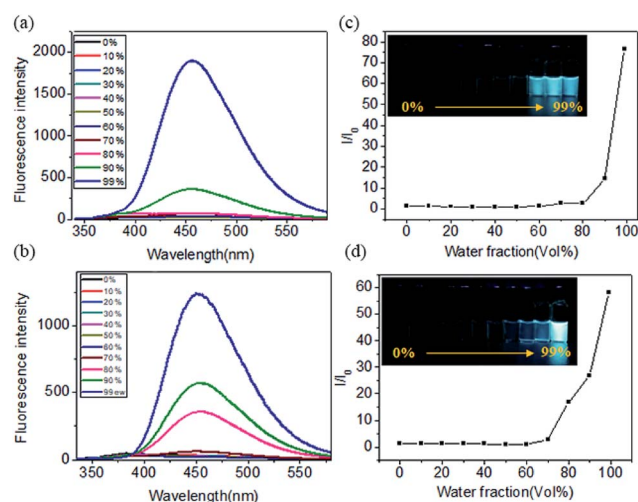 (a)
Fluorescence intensity
2000
1500
1000
500
0
0%
10%
20%
30%
40%
50%
60%
70%
80%
90%
99%
350 400 450 500 550
Wavelength(nm)
(b)
Fluorescence intensity
1000
500
0
0%
10%
20%
30%
40%
50%
60%
70%
80%
90%
350 400 450 500 550
Wavelength(nm)
(c)
I/I0
80
70
60
50
40
30
20
10
0
0% 99%
0 20 40 60 80 100
Water fraction(Vol%)
(d)
I/I0
60
50
40
30
20
10
0
0% 99%
0 20 40 60 80 100
Water fraction(Vol%)